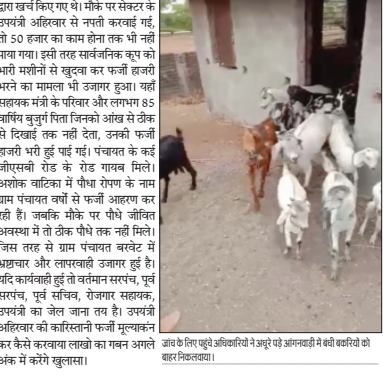 द्वारा खर्च किए गए थे। मौके पर सेक्टर के
उपयंत्री अहिरवार से नपती करवाई गई,
तो 50 हजार का काम होना तक भी नहीं
पाया गया। इसी तरह सार्वजनिक कूप को
भारी मशीनों से खुदवा कर फर्जी हाजरी
भरने का मामला भी उजागर हुआ। यहाँ
सहायक मंत्री के परिवार और लगभग 85
वार्षिय बुजुर्ग पिता जिनको आंख से ठीक
से दिखाई तक नहीं देता, उनकी फर्जी
हाजरी भरी हुई पाई गई। पंचायत के कई
जीएसबी रोड के रोड गायब मिले।
अशोक वाटिका में पौधा रोपण के नाम
ग्राम पंचायत वर्षो से फर्जी आहरण कर
रही हैं। जबकि मौके पर पौधे जीवित
अवस्था में तो ठीक पौधे तक नहीं मिले।
जिस तरह से ग्राम पंचायत बरवेट में
भ्रष्टाचार और लापरवाही उजागर हुई है।
यदि कार्यवाही हुई तो वर्तमान सरपंच, पूर्व
सरपंच, पूर्व सचिव, रोजगार सहायक,
उपयंत्री का जेल जाना तय है। उपयंत्री
अहिरवार की कारिस्तानी फर्जी मूल्याकंन
कर कैसे करवाया लाखो का गबन अगले
अंक में करेंगे खुलासा।
जांच के लिए पहुंचे अधिकारियों ने अधूरे पड़े आंगनवाड़ी में बंधी बकरियों को
बाहर निकलवाया।